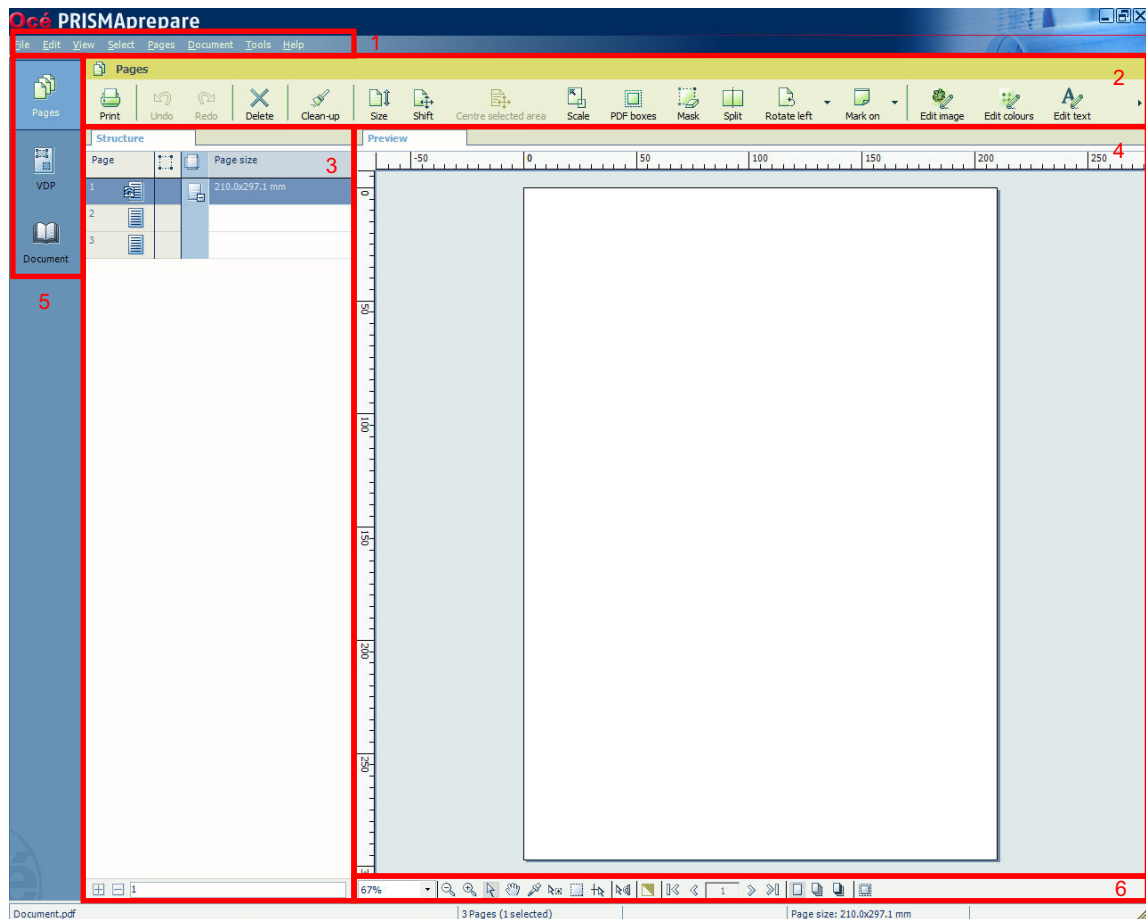 Océ PRISMAprepare
File Edit View Select Pages Document Tools Help
1
Pages
2
Pages
Print Undo Redo Delete Clean-up Size Shift Centre selected area Scale PDF boxes Mask Split Rotate left Mark on Edit image Edit colours Edit text
Structure
Preview
Page Page size
3
-50 0 50 100 150 200 250
4
VDP
Document
5
1 210.0x297.1 mm
2
3
0
50
100
150
200
250
3
1
67%
1
6
Document.pdf 3 Pages (1 selected) Page size: 210.0x297.1 mm